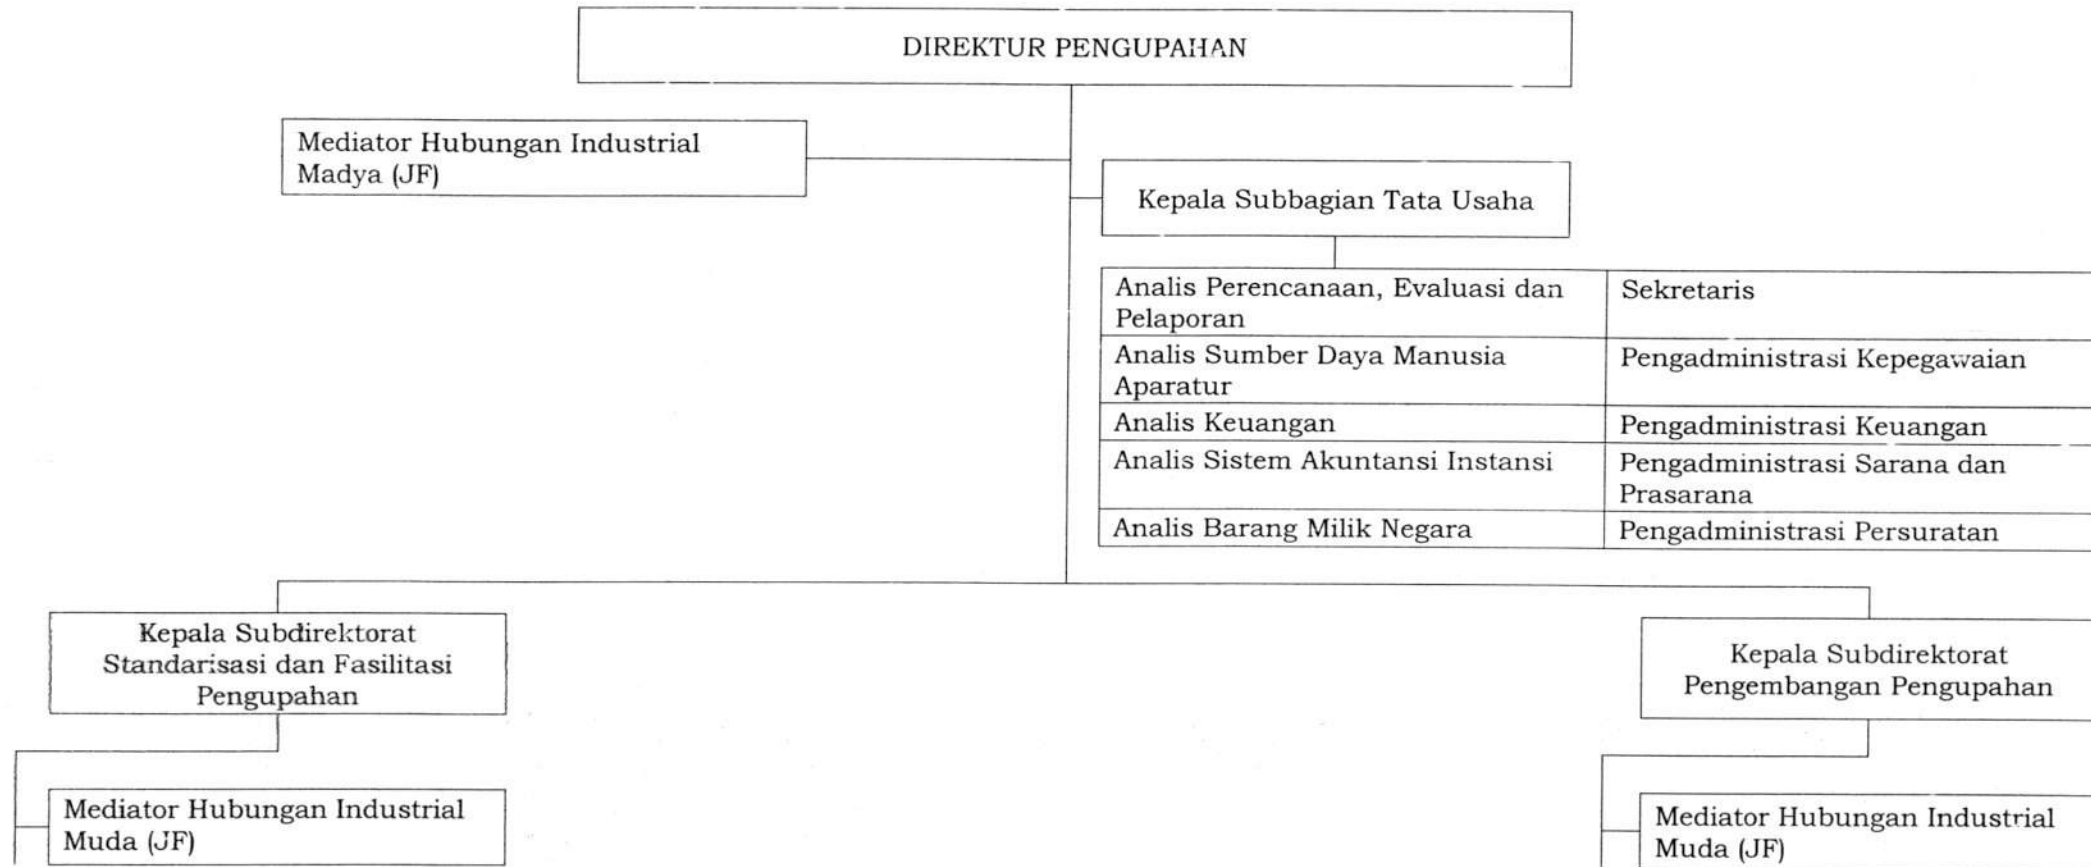 DIREKTUR PENGUPAHAN
Mediator Hubungan Industrial
Madya (JF)
Kepala Subbagian Tata Usaha
Analis Perencanaan, Evaluasi dan
Pelaporan
Sekretaris
Analis Sumber Daya Manusia
Aparatur
Pengadministrasi Kepegawaian
Analis Keuangan
Pengadministrasi Keuangan
Analis Sistem Akuntansi Instansi
Pengadministrasi Sarana dan
Prasarana
Analis Barang Milik Negara
Pengadministrasi Persuratan
Kepala Subdirektorat
Standarisasi dan Fasilitasi
Pengupahan
Kepala Subdirektorat
Pengembangan Pengupahan
Mediator Hubungan Industrial
Muda (JF)
Mediator Hubungan Industrial
Muda (JF)